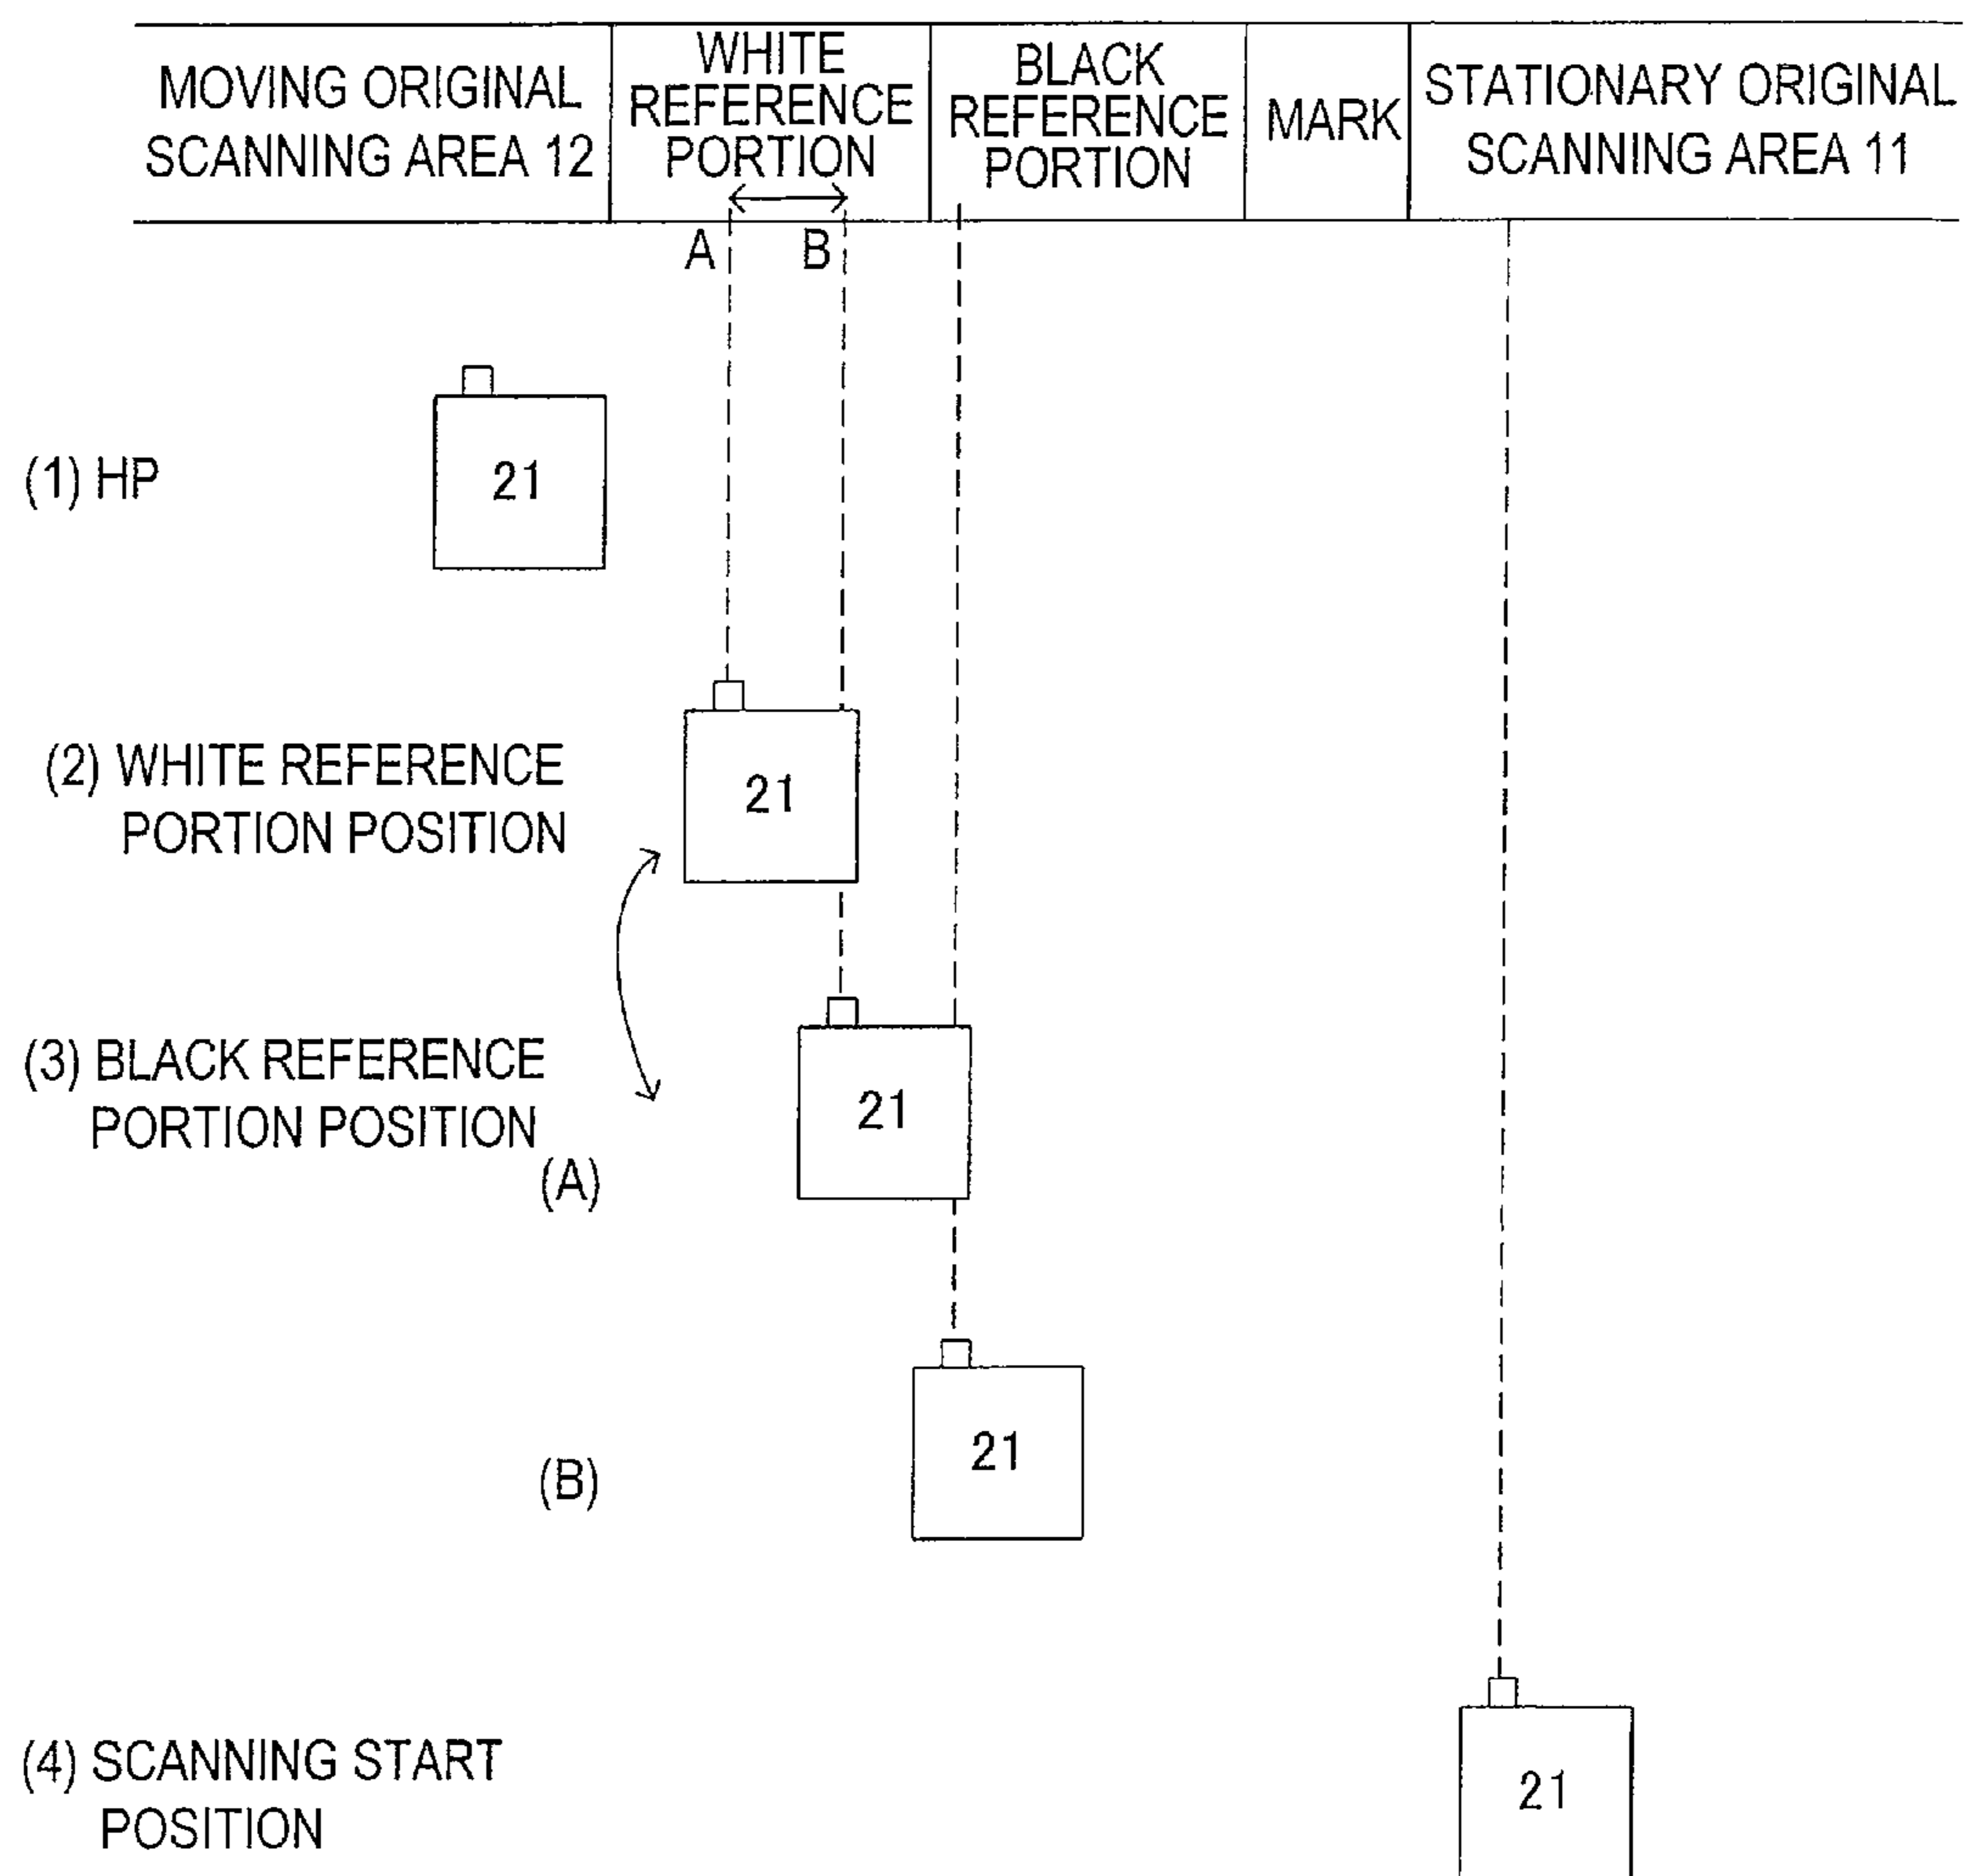 MOVING ORIGINAL
SCANNING AREA 12
WHITE
REFERENCE
PORTION
BLACK
REFERENCE
PORTION
MARK
STATIONARY ORIGINAL
SCANNING AREA 11
A
B
(1) HP
21
(2) WHITE REFERENCE
PORTION POSITION
21
(3) BLACK REFERENCE
PORTION POSITION
(A)
21
(B)
21
(4) SCANNING START
POSITION
21